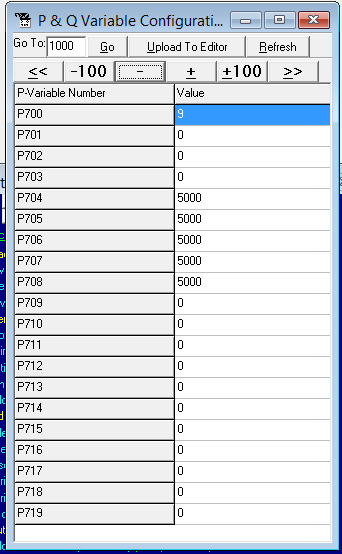 P & Q Variable Configurati...
Go To: 1000 Go Upload To Editor Refresh
<< -100 - + +100 >>
P-Variable Number Value
P700 9
P701 0
P702 0
P703 0
P704 5000
P705 5000
P706 5000
P707 5000
P708 5000
P709 0
P710 0
P711 0
P712 0
P713 0
P714 0
P715 0
P716 0
P717 0
P718 0
P719 0